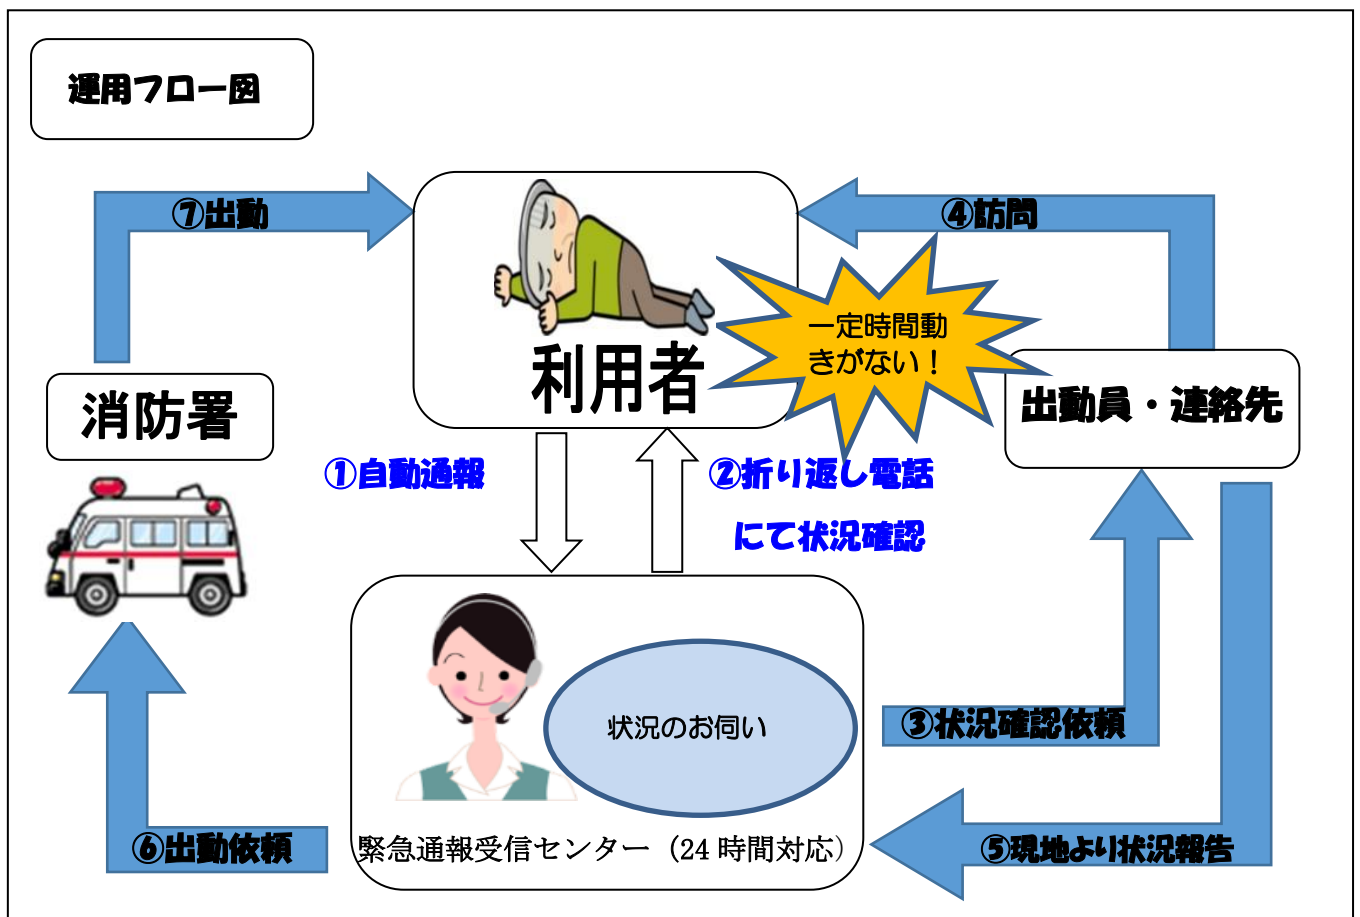 運用フロー図
⑦出動
④訪問
一定時間動
きがない！
利用者
消防署
出動員・連絡先
①自動通報
②折り返し電話
にて状況確認
状況のお伺い
③状況確認依頼
⑥出動依頼
緊急通報受信センター（24時間対応）
⑤現地より状況報告